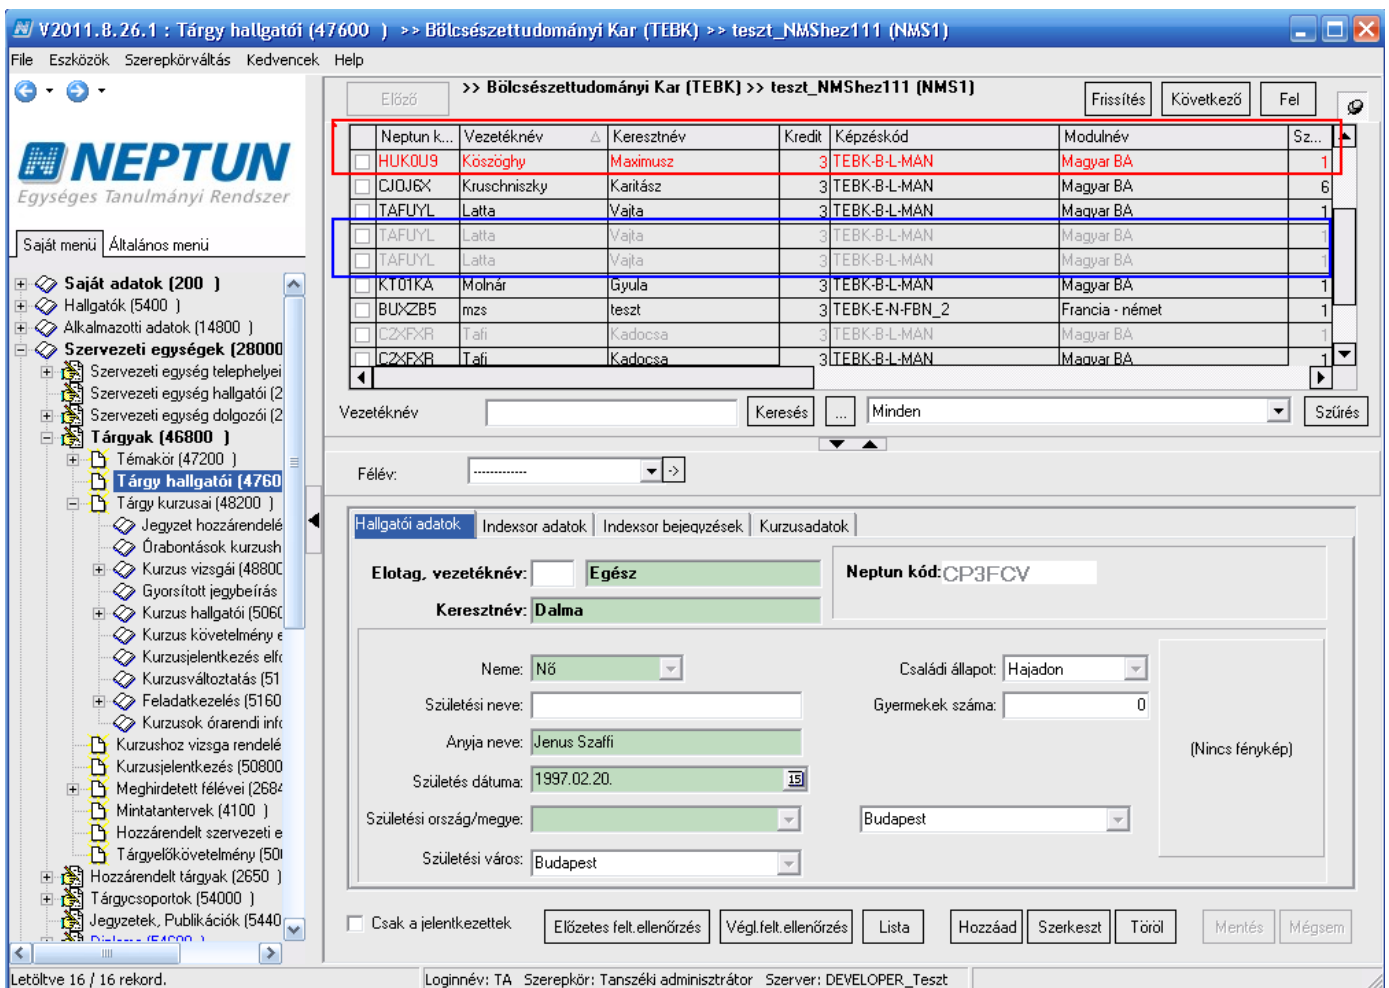 V2011.8.26.1 : Tárgy hallgatói (47600  )  >> Bölcsészettudományi Kar (TEBK) >> teszt_NMShez111 (NMS1)
File Eszközök Szerepkörváltás Kedvencek Help
Előző >> Bölcsészettudományi Kar (TEBK) >> teszt_NMShez111 (NMS1) Frissítés Következő Fel
NEPTUN
Egységes Tanulmányi Rendszer
Saját menü Általános menü
Saját adatok (200  )
Hallgatók (5400  )
Alkalmazotti adatok (14800  )
Szervezeti egységek (28000
Szervezeti egység telephelyei
Szervezeti egység hallgatói (2
Szervezeti egység dolgozói (2
Tárgyak (46800  )
Témakör (47200  )
Tárgy hallgatói (4760
Tárgy kurzusai (48200  )
Jegyzet hozzárendelé
Órabontások kurzush
Kurzus vizsgái (48800
Gyorsított jegybeírás
Kurzus hallgatói (5060
Kurzus követelmény e
Kurzusjelentkezés elfo
Kurzusváltoztatás (51
Feladatkezelés (5160
Kurzusok órarendi info
Kurzushoz vizsga rendelé
Kurzusjelentkezés (50800
Meghirdetett félévei (2684
Mintatantervek (4100  )
Hozzárendelt szervezeti e
Tárgyelőkövetelmény (500
Hozzárendelt tárgyak (2650  )
Tárgycsoportok (54000  )
Jegyzetek, Publikációk (5440
Diploma (54600  )
Neptun k... Vezetéknév Keresztnév Kredit Képzéskód Modulnév Sz...
HUK0U9 Köszöghy Maximusz 3 TEBK-B-L-MAN Magyar BA 1
CJOJ6X Kruschniszky Karitász 3 TEBK-B-L-MAN Magyar BA 6
TAFUYL Latta Vajta 3 TEBK-B-L-MAN Magyar BA 1
TAFUYL Latta Vajta 3 TEBK-B-L-MAN Magyar BA 1
TAFUYL Latta Vajta 3 TEBK-B-L-MAN Magyar BA 1
KT01KA Molnár Gyula 3 TEBK-B-L-MAN Magyar BA 1
BUXZB5 mzs teszt 3 TEBK-E-N-FBN_2 Francia - német 1
C2XFXR Tafi Kadocsa 3 TEBK-B-L-MAN Magyar BA 1
C2XFXR Tafi Kadocsa 3 TEBK-B-L-MAN Magyar BA 1
Vezetéknév Keresés ... Minden Szűrés
Félév: ------------- ->
Hallgatói adatok Indexsor adatok Indexsor bejegyzések Kurzusadatok
Elotag, vezetéknév: Egész Neptun kód: CP3FCV
Keresztnév: Dalma
Neme: Nő Családi állapot: Hajadon
Születési neve: Gyermekek száma: 0
Anyja neve: Jenus Szaffi (Nincs fénykép)
Születés dátuma: 1997.02.20. 15
Születési ország/megye: Budapest
Születési város: Budapest
Csak a jelentkezettek Előzetes felt.ellenőrzés Végl.felt.ellenőrzés Lista Hozzáad Szerkeszt Töröl Mentés Mégsem
Letöltve 16 / 16 rekord. Loginnév: TA Szerepkör: Tanszéki adminisztrátor Szerver: DEVELOPER_Teszt